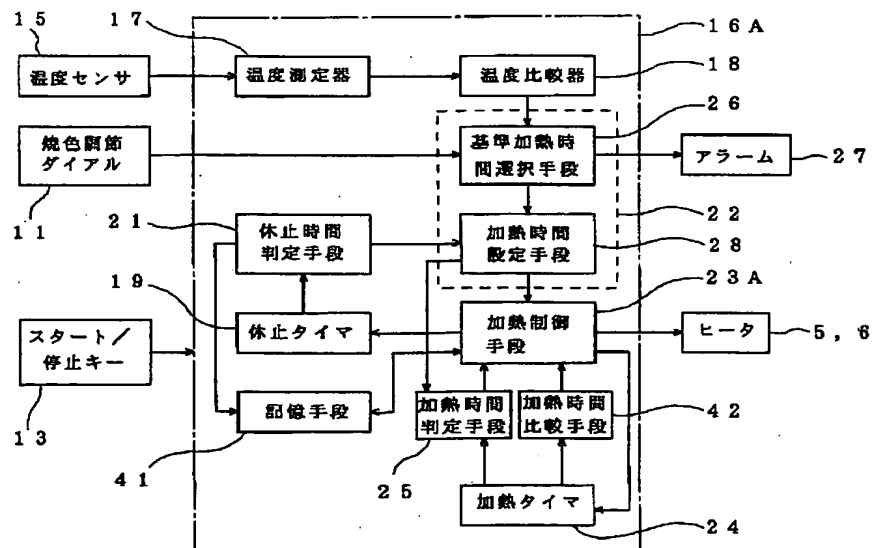 15
17
16A
温度センサ
温度測定器
温度比較器
18
26
焼色調節
ダイアル
基準加熱時
間選択手段
アラーム
27
11
21
22
休止時間
判定手段
加熱時間
設定手段
28
19
23A
スタート/
停止キー
休止タイマ
加熱制御
手段
ヒータ
5,6
13
記憶手段
加熱時間
判定手段
加熱時間
比較手段
42
41
25
加熱タイマ
24